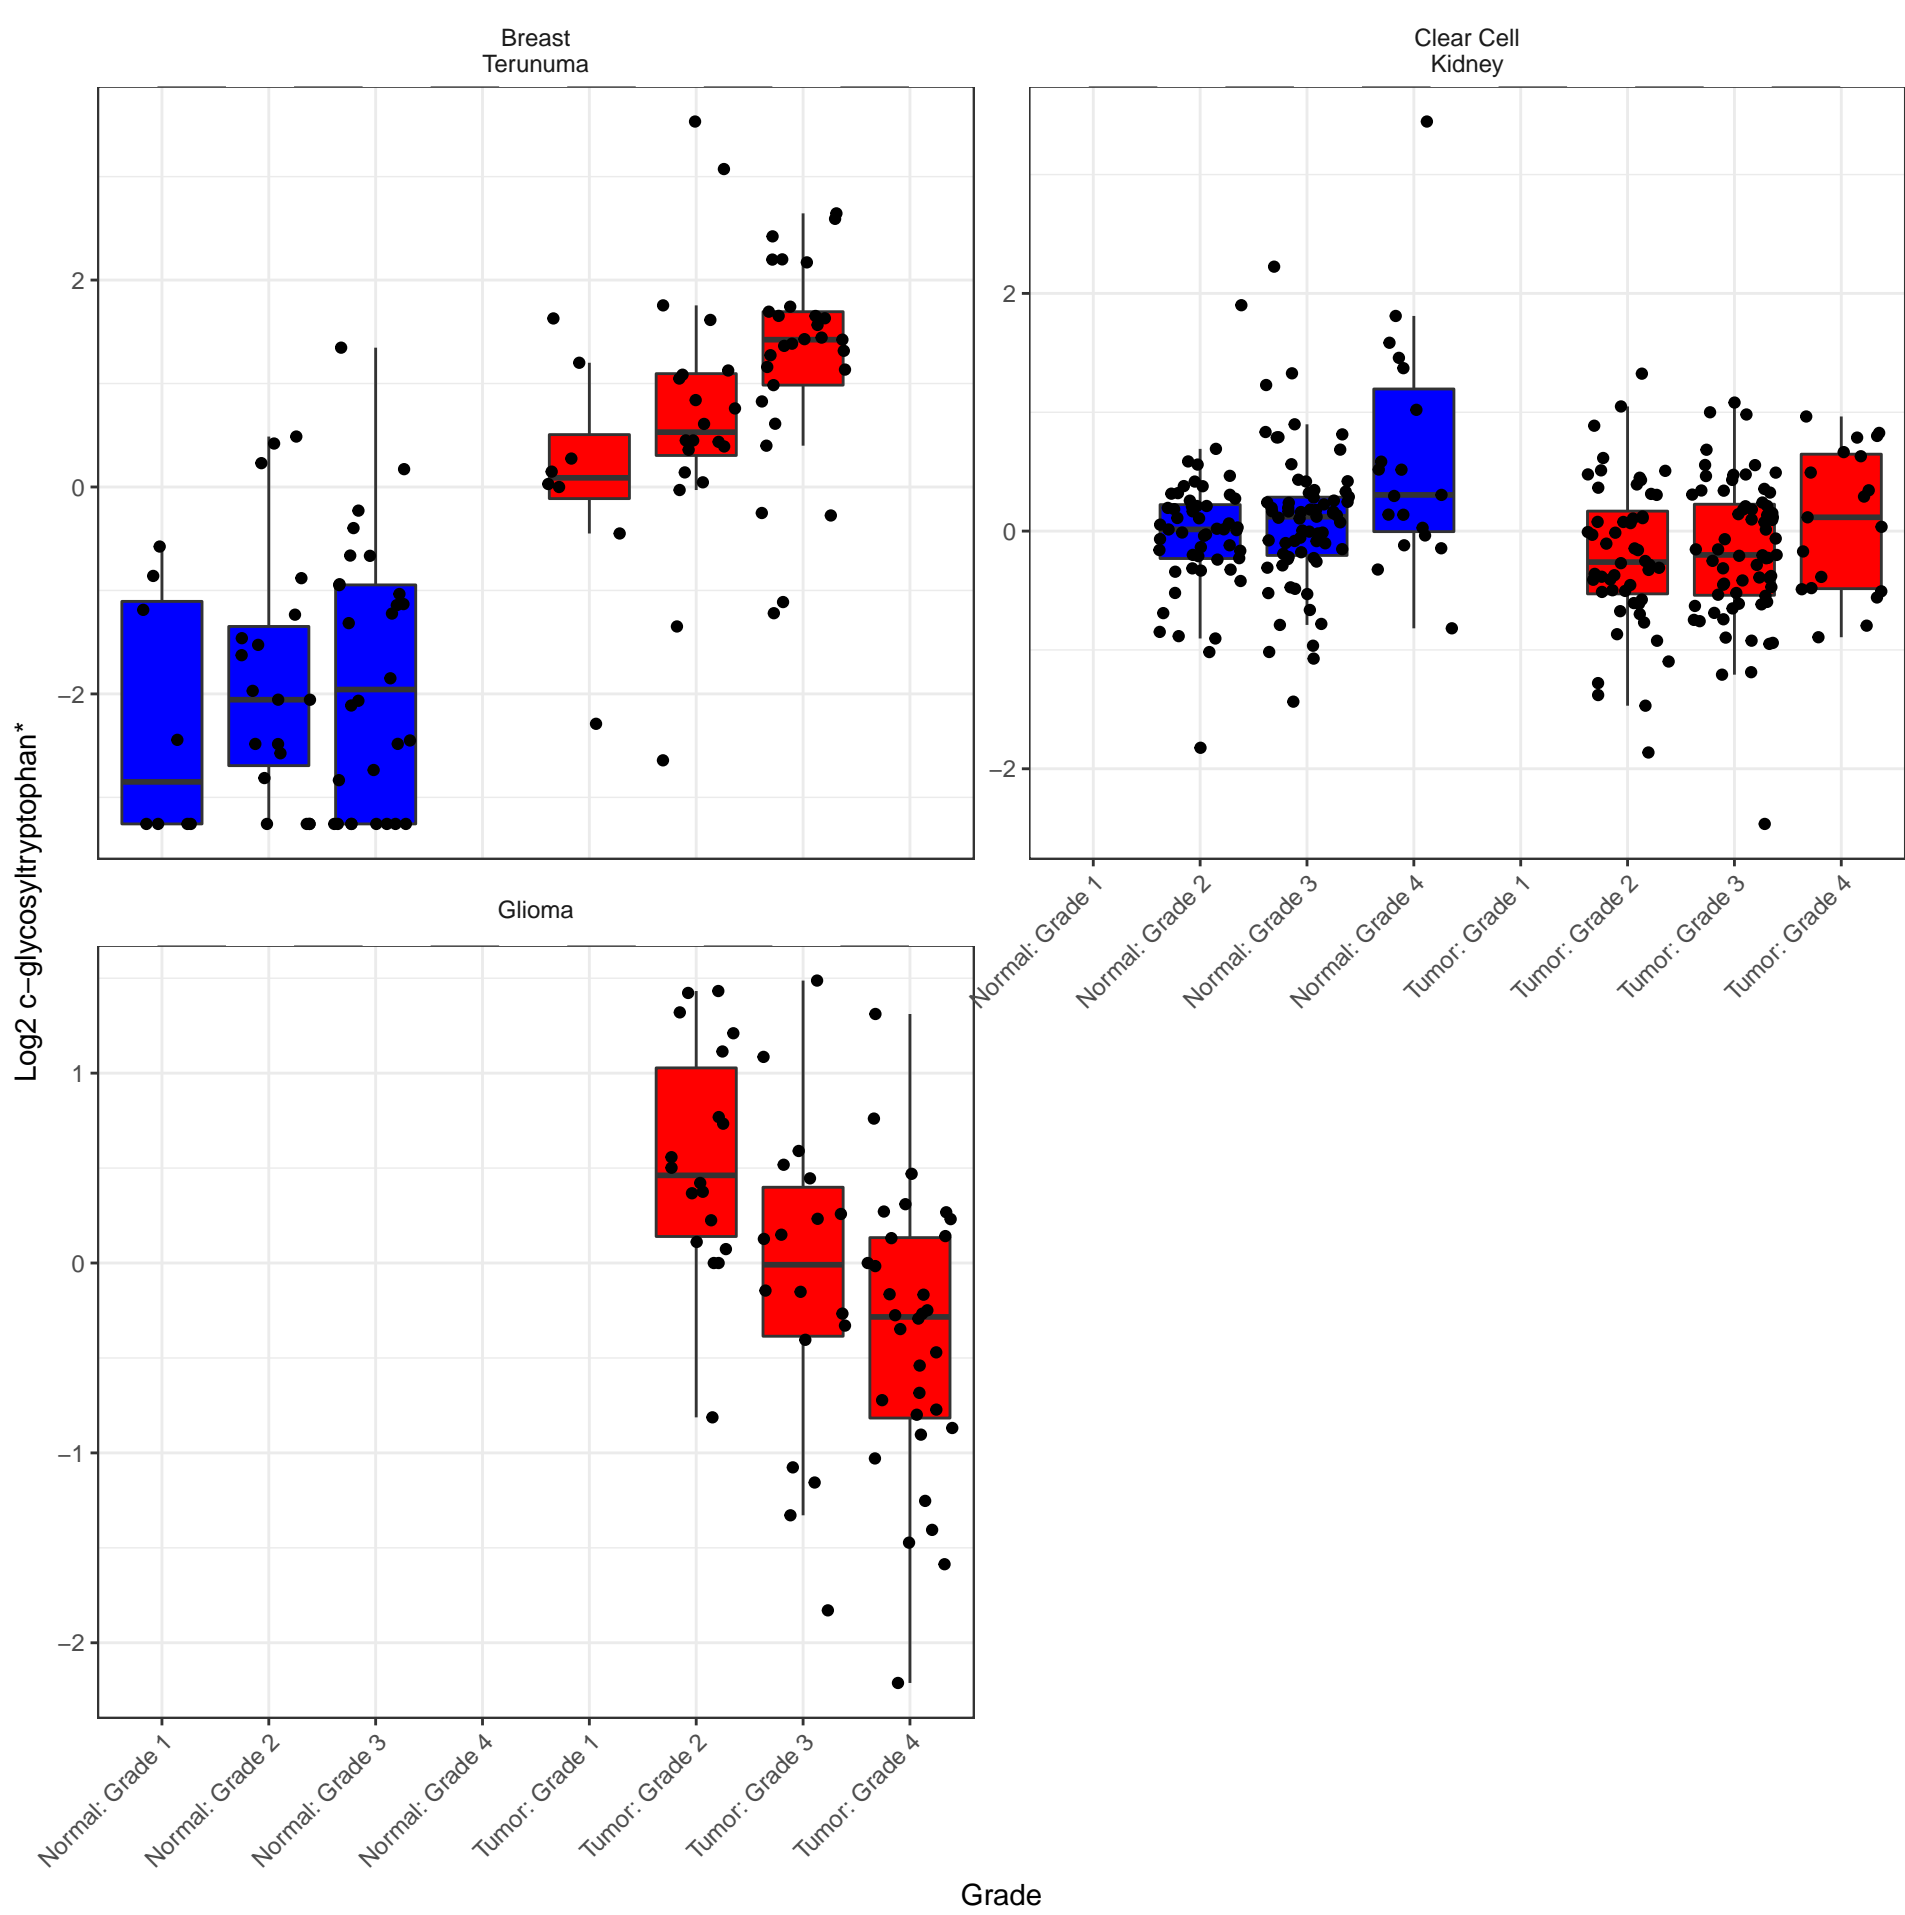 Breast
Terunuma
Clear Cell
Kidney
2
0
−2
2
0
−2
Normal: Grade 1
Normal: Grade 2
Normal: Grade 3
Normal: Grade 4
Tumor: Grade 1
Tumor: Grade 2
Tumor: Grade 3
Tumor: Grade 4
Log2 c−glycosyltryptophan*
Glioma
1
0
−1
−2
Normal: Grade 1
Normal: Grade 2
Normal: Grade 3
Normal: Grade 4
Tumor: Grade 1
Tumor: Grade 2
Tumor: Grade 3
Tumor: Grade 4
Grade